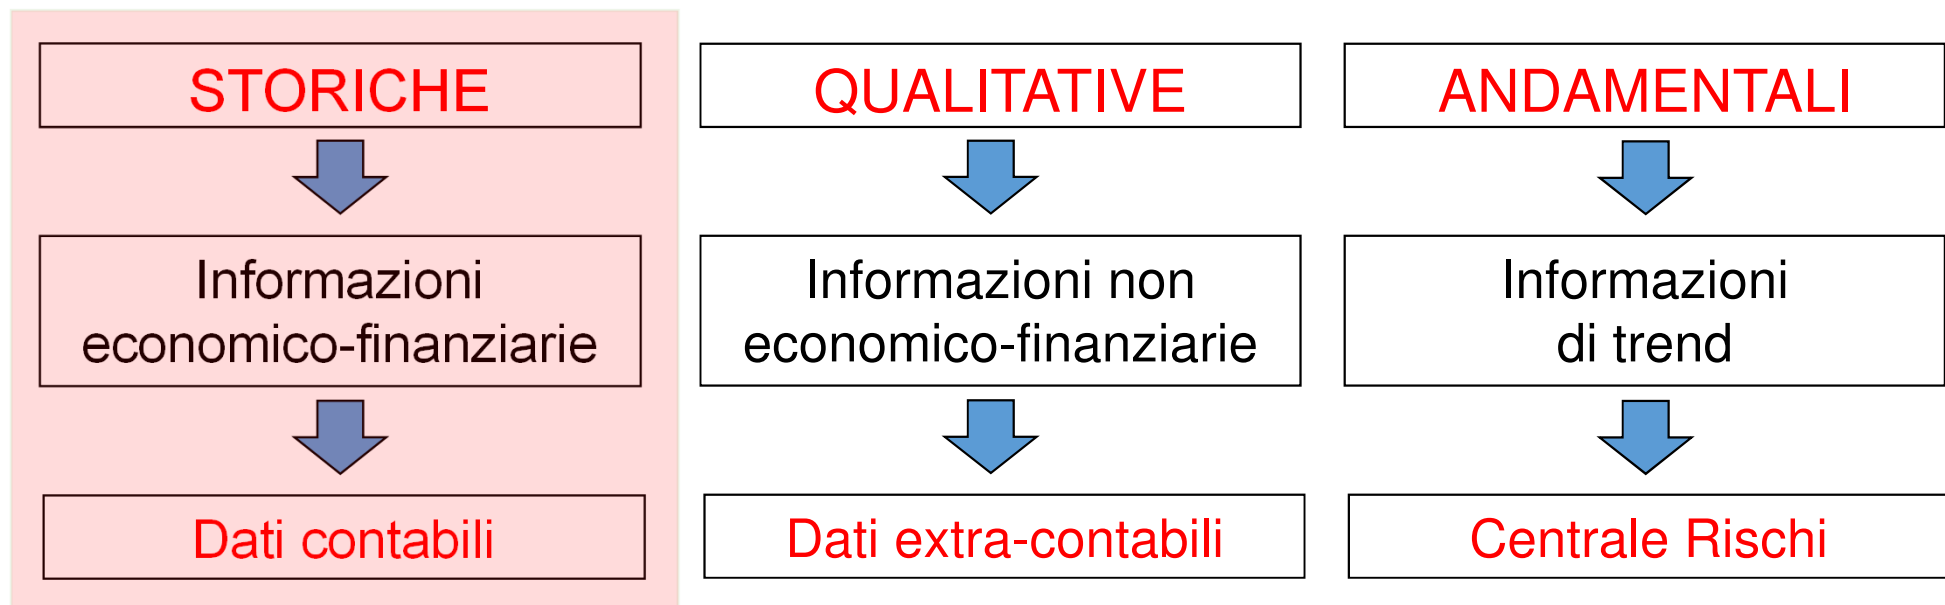 STORICHE
Informazioni
economico-finanziarie
Dati contabili
QUALITATIVE
Informazioni non
economico-finanziarie
Dati extra-contabili
ANDAMENTALI
Informazioni
di trend
Centrale Rischi